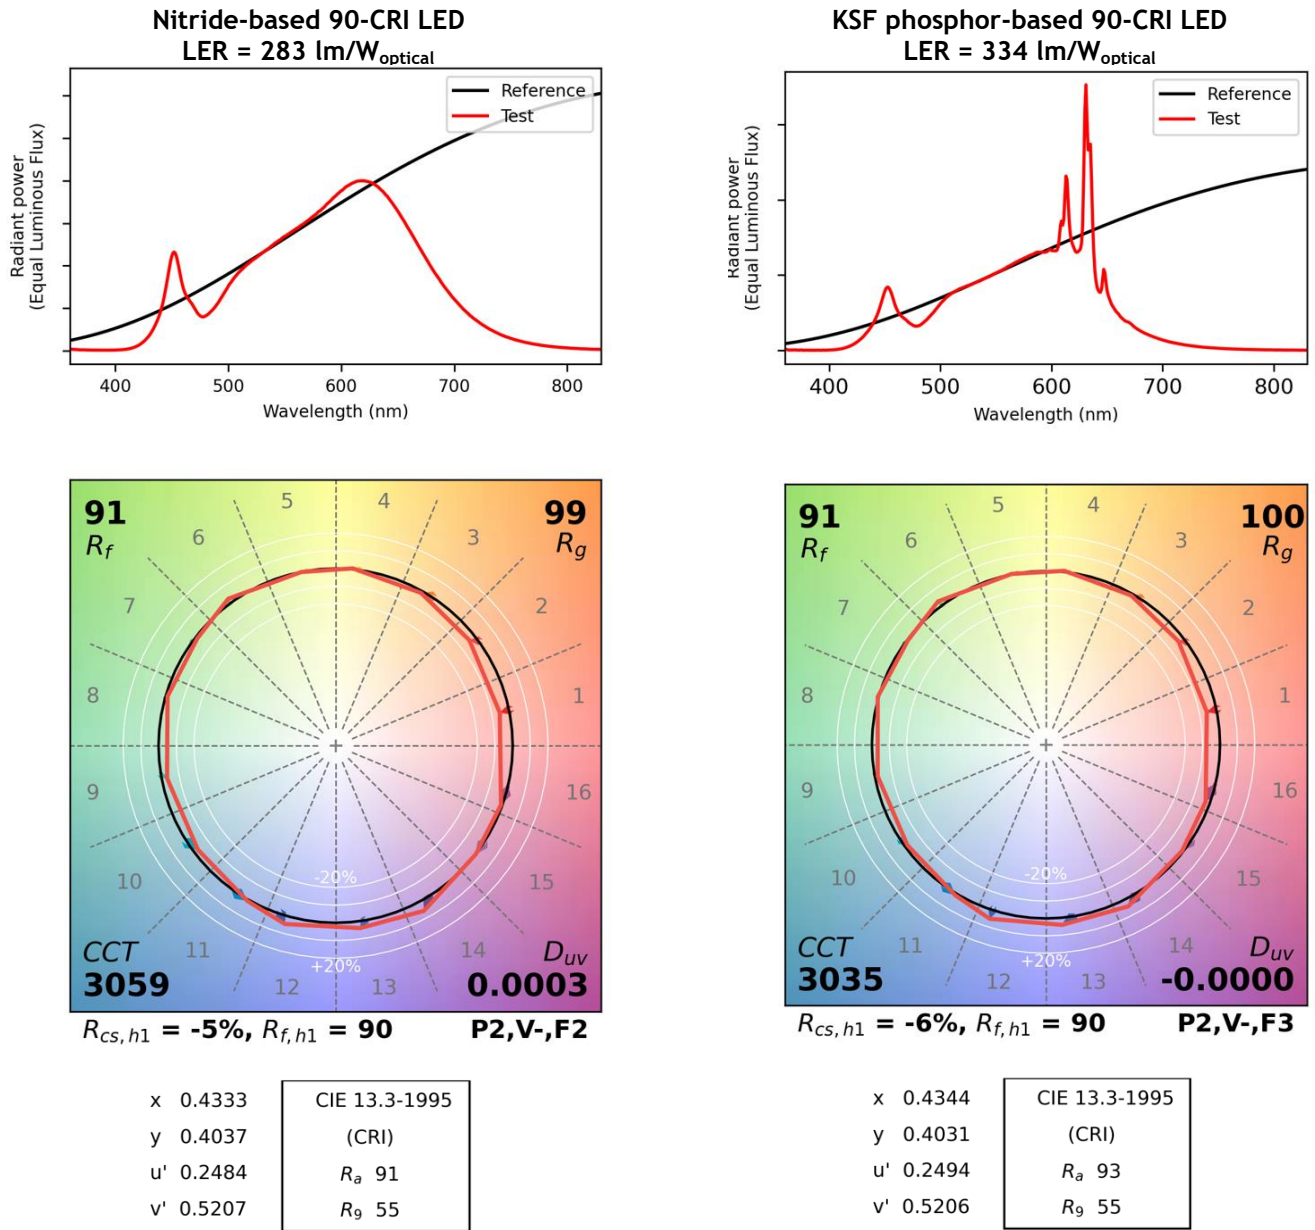 Nitride-based 90-CRI LED
LER = 283 lm/Woptical
Reference
Test
Radiant power
(Equal Luminous Flux)
400 500 600 700 800
Wavelength (nm)
KSF phosphor-based 90-CRI LED
LER = 334 lm/Woptical
Reference
Test
Radiant power
(Equal Luminous Flux)
400 500 600 700 800
Wavelength (nm)
91
Rf
99
Rg
5 4
6 3
7 2
8 1
9 16
10 15
11 14
12 13
-20%
+20%
CCT
3059
Duv
0.0003
Rcs,h1 = -5%, Rf,h1 = 90 P2,V-,F2
91
Rf
100
Rg
5 4
6 3
7 2
8 1
9 16
10 15
11 14
12 13
-20%
+20%
CCT
3035
Duv
-0.0000
Rcs,h1 = -6%, Rf,h1 = 90 P2,V-,F3
x 0.4333
y 0.4037
u' 0.2484
v' 0.5207
CIE 13.3-1995
(CRI)
Ra 91
R9 55
x 0.4344
y 0.4031
u' 0.2494
v' 0.5206
CIE 13.3-1995
(CRI)
Ra 93
R9 55